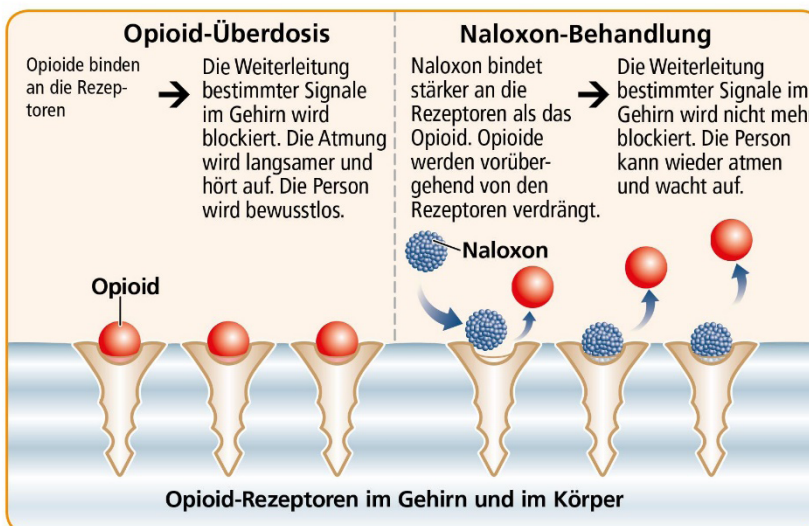 Opioid-Überdosis
Opioide binden
an die Rezep-
toren
Die Weiterleitung
bestimmter Signale
im Gehirn wird
blockiert. Die Atmung
wird langsamer und
hört auf. Die Person
wird bewusstlos.
Opioid
Naloxon-Behandlung
Naloxon bindet
stärker an die
Rezeptoren als das
Opioid. Opioide
werden vorüber-
gehend von den
Rezeptoren verdrängt.
Die Weiterleitung
bestimmter Signale im
Gehirn wird nicht meh
blockiert. Die Person
kann wieder atmen
und wacht auf.
Naloxon
Opioid-Rezeptoren im Gehirn und im Körper